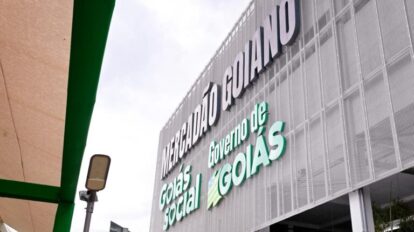 MERCADÃO GOIANO
Goiás
Social
Governo de
GOIÁS